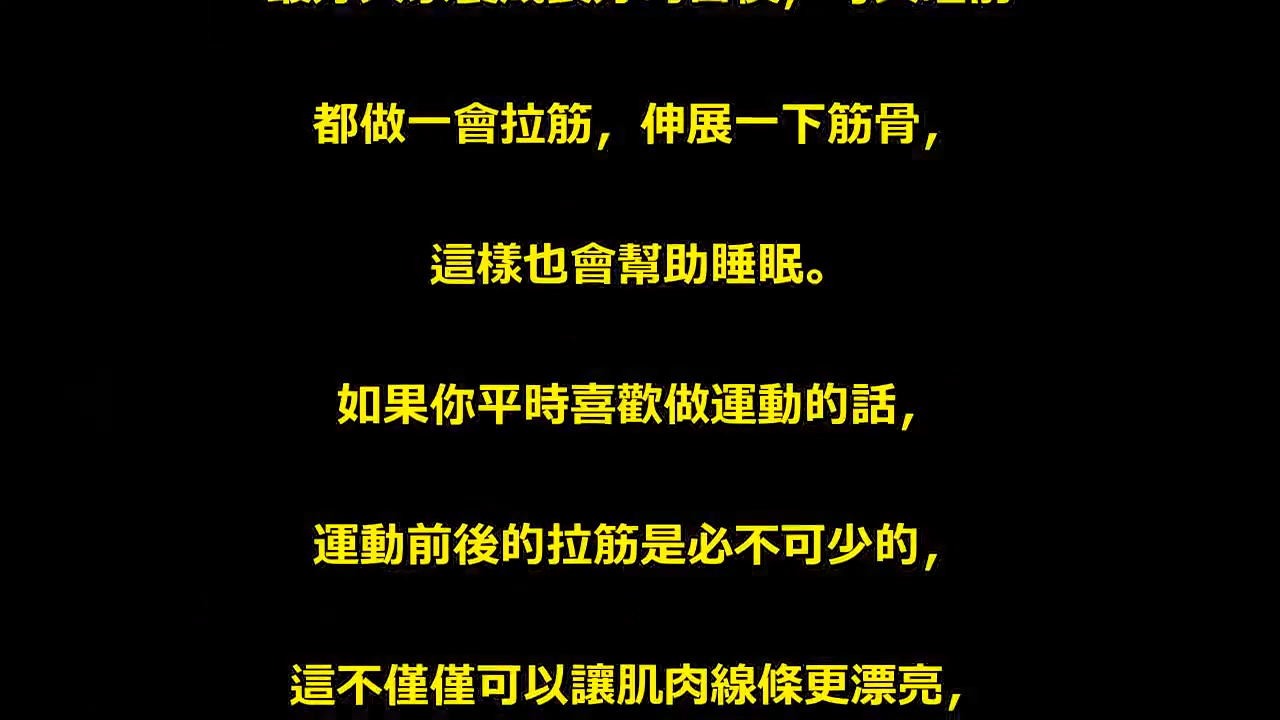 都做一會拉筋，伸展一下筋骨，
這樣也會幫助睡眠。
如果你平時喜歡做運動的話，
運動前後的拉筋是必不可少的，
這不僅僅可以讓肌肉線條更漂亮，